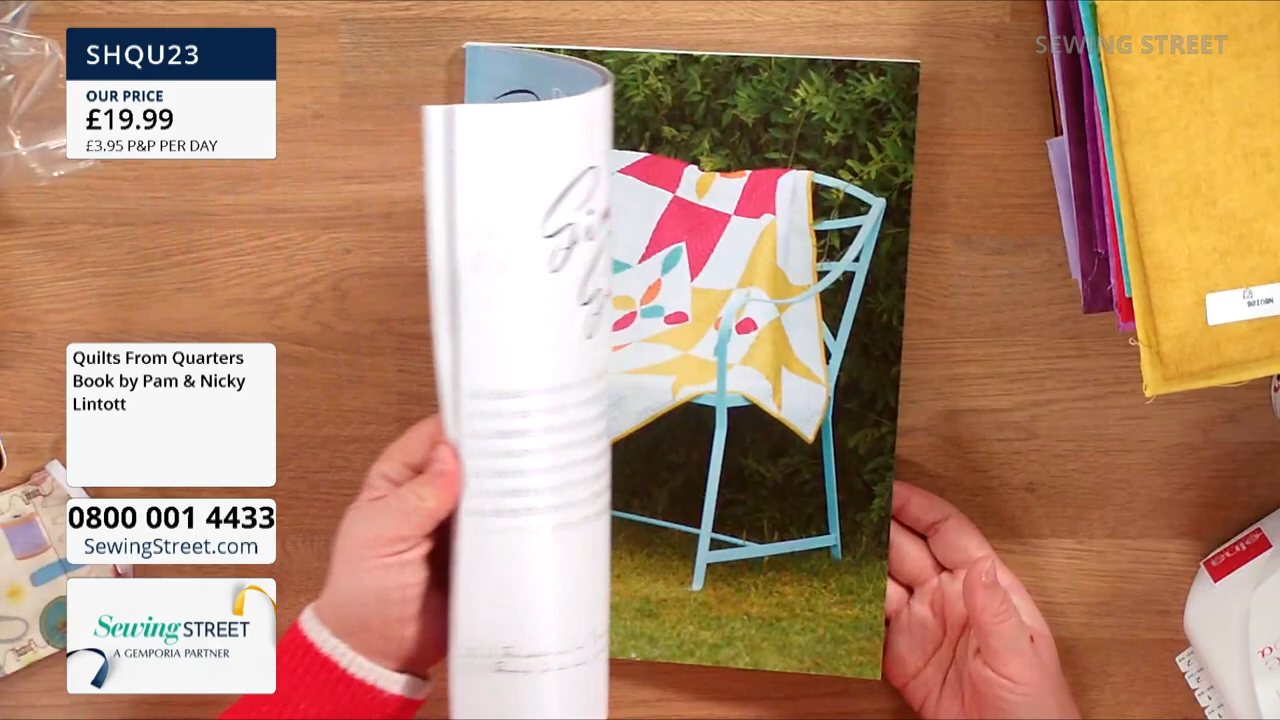 SHQU23
OUR PRICE
£19.99
£3.95 P&P PER DAY
SEWING STREET
Quilts From Quarters
Book by Pam & Nicky
Lintott
0800 001 4433
SewingStreet.com
Sewing STREET
A GEMPORIA PARTNER
elna